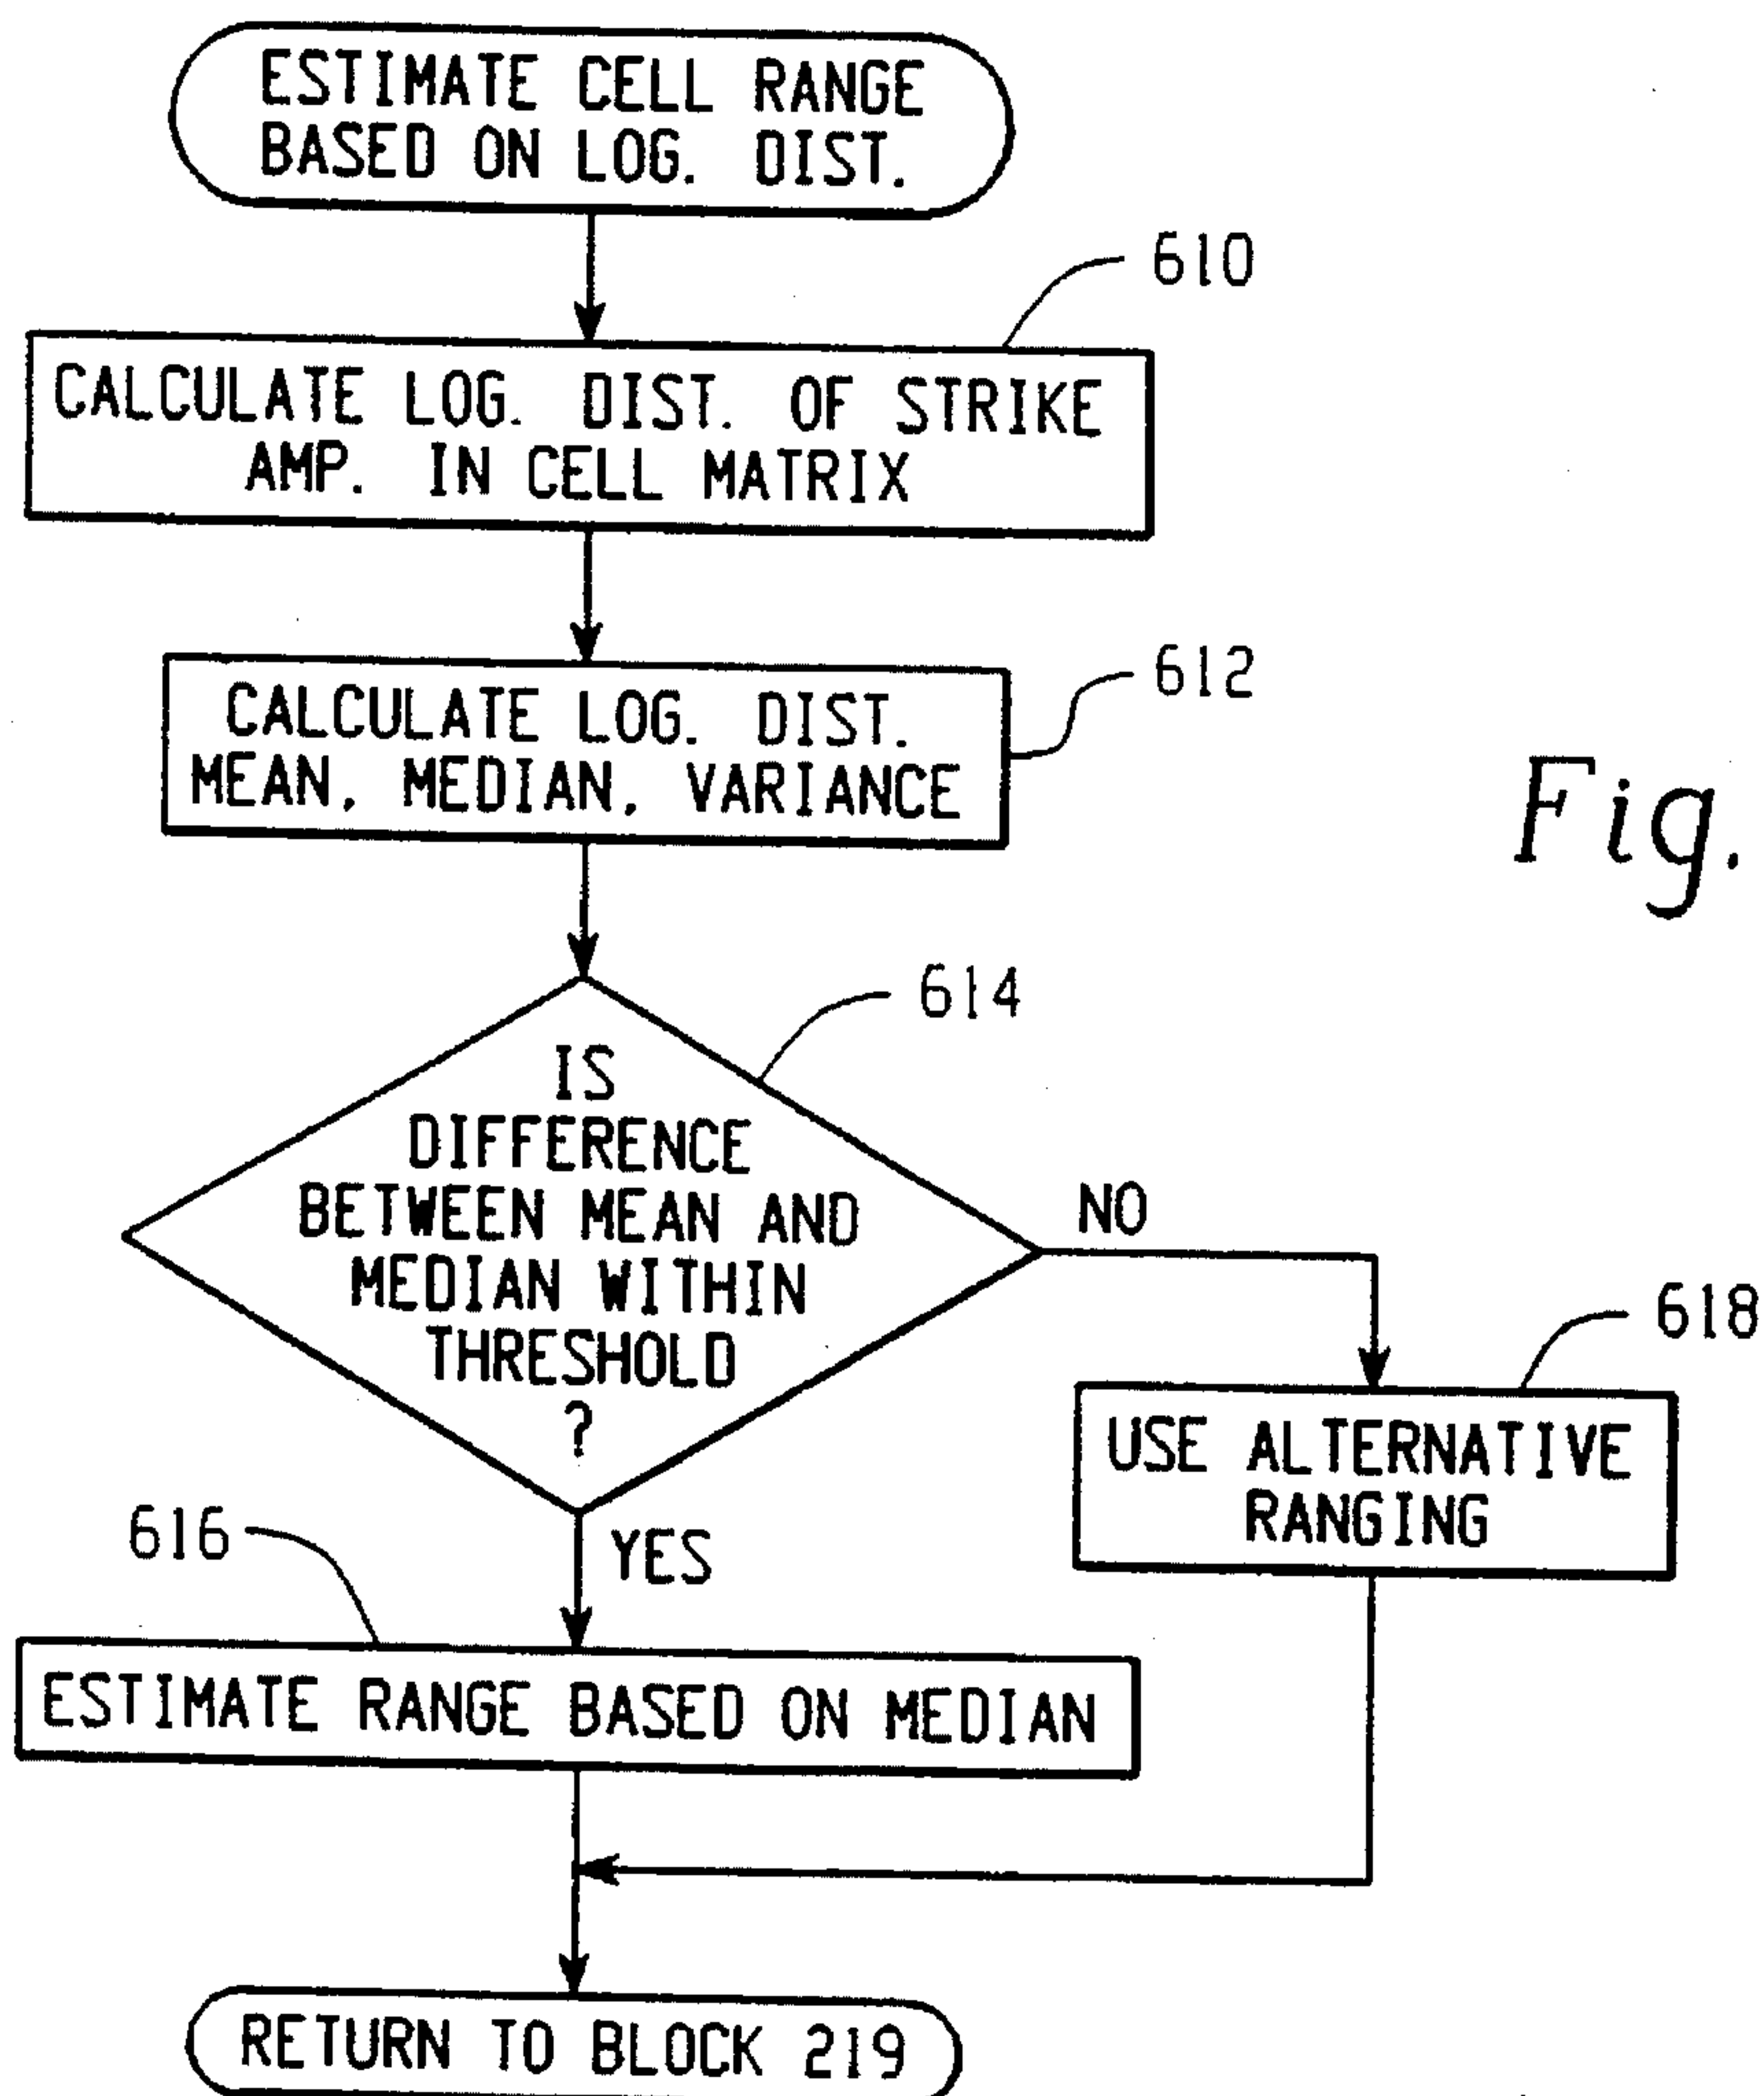 ESTIMATE CELL RANGE
BASED ON LOG. DIST.
610
CALCULATE LOG. DIST. OF STRIKE
AMP. IN CELL MATRIX
612
CALCULATE LOG. DIST.
MEAN, MEDIAN, VARIANCE
Fig.
614
IS
DIFFERENCE
BETWEEN MEAN AND
MEDIAN WITHIN
THRESHOLD
?
NO
618
USE ALTERNATIVE
RANGING
616
YES
ESTIMATE RANGE BASED ON MEDIAN
RETURN TO BLOCK 219